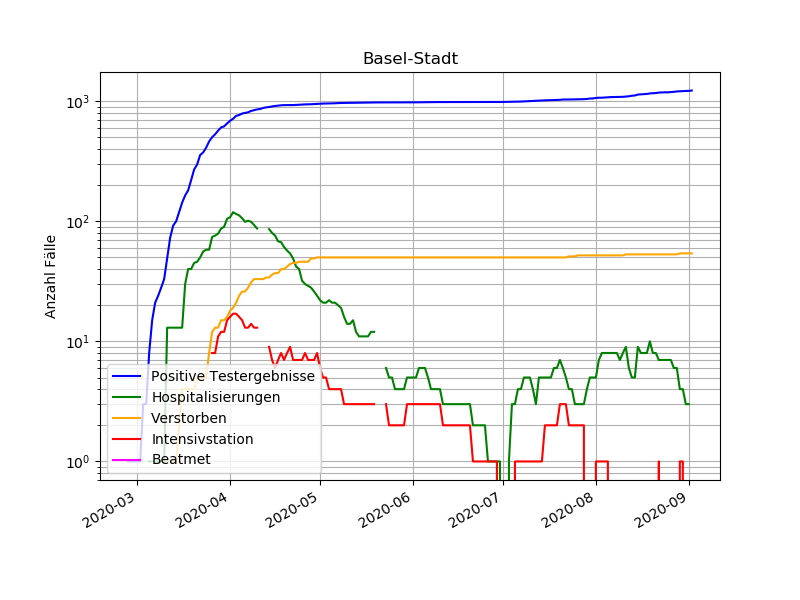 Basel-Stadt
Anzahl Fälle
10³
10²
10¹
10⁰
Positive Testergebnisse
Hospitalisierungen
Verstorben
Intensivstation
Beatmet
2020-03
2020-04
2020-05
2020-06
2020-07
2020-08
2020-09